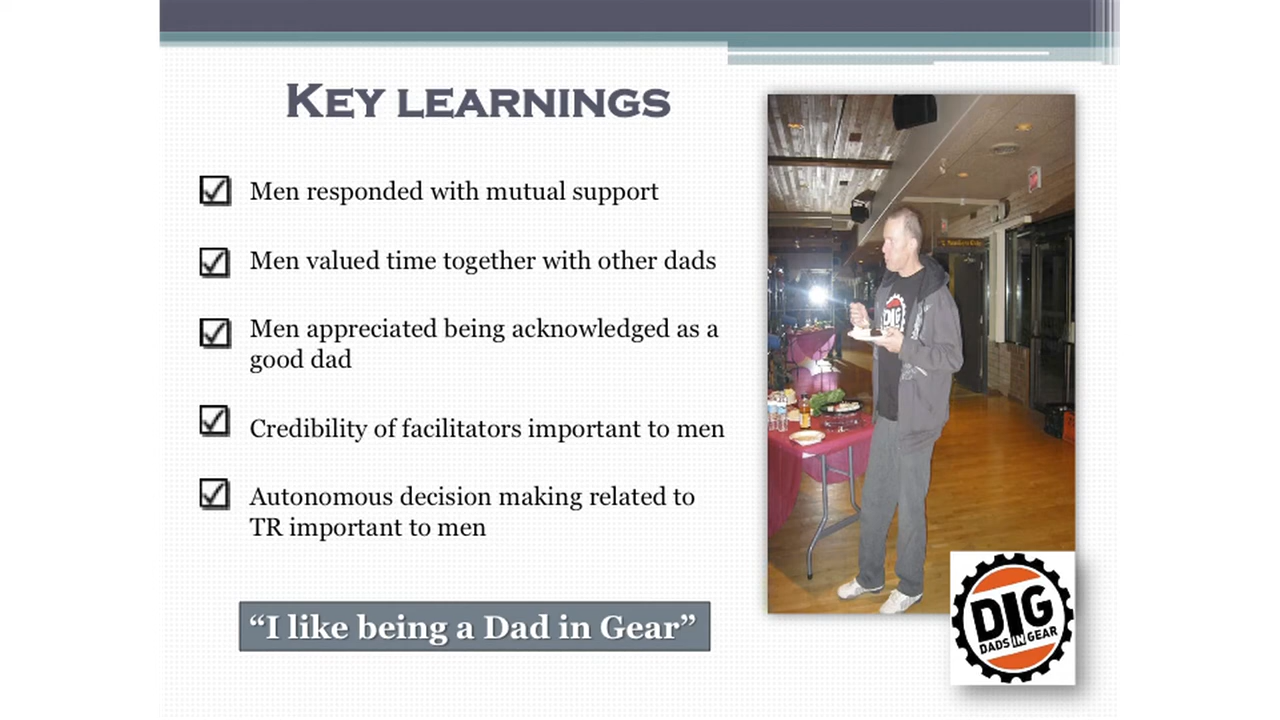 Key learnings
Men responded with mutual support
Men valued time together with other dads
Men appreciated being acknowledged as a
good dad
Credibility of facilitators important to men
Autonomous decision making related to
TR important to men
“I like being a Dad in Gear”
DIG
DIG
DADS IN GEAR